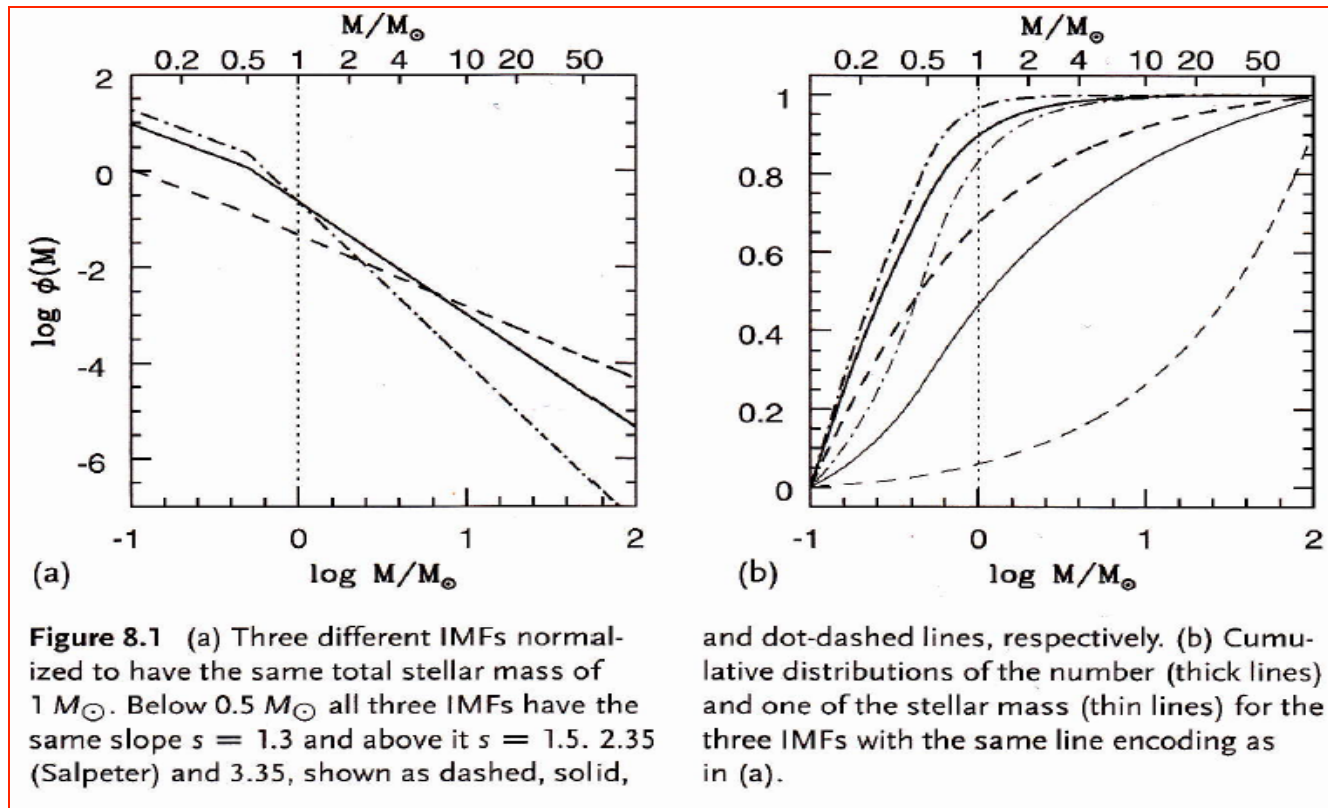 M/M☉
0.2 0.5 1 2 4 10 20 50
2
0
-2
-4
-6
log φ(M)
-1 0 1 2
(a)
log M/M☉
M/M☉
0.2 0.5 1 2 4 10 20 50
1
0.8
0.6
0.4
0.2
0
-1 0 1 2
(b)
log M/M☉
Figure 8.1 (a) Three different IMFs normal-
ized to have the same total stellar mass of
1 M☉. Below 0.5 M☉ all three IMFs have the
same slope s = 1.3 and above it s = 1.5. 2.35
(Salpeter) and 3.35, shown as dashed, solid,
and dot-dashed lines, respectively. (b) Cumu-
lative distributions of the number (thick lines)
and one of the stellar mass (thin lines) for the
three IMFs with the same line encoding as
in (a).